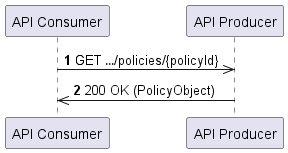 API Consumer
API Producer
1 GET .../policies/{policyId}
2 200 OK (PolicyObject)
API Consumer
API Producer